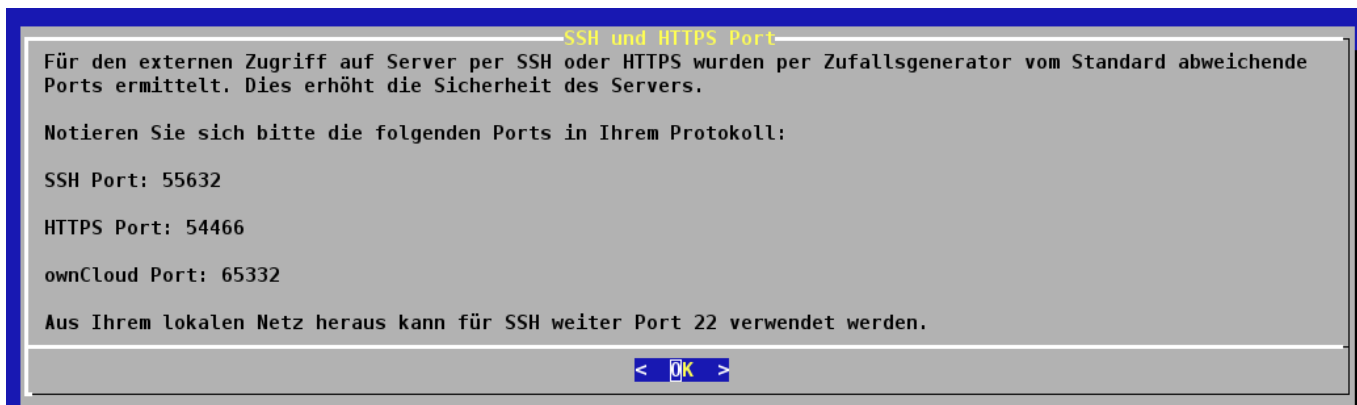 SSH und HTTPS Port
Für den externen Zugriff auf Server per SSH oder HTTPS wurden per Zufallsgenerator vom Standard abweichende
Ports ermittelt. Dies erhöht die Sicherheit des Servers.
Notieren Sie sich bitte die folgenden Ports in Ihrem Protokoll:
SSH Port: 55632
HTTPS Port: 54466
ownCloud Port: 65332
Aus Ihrem lokalen Netz heraus kann für SSH weiter Port 22 verwendet werden.
< OK >